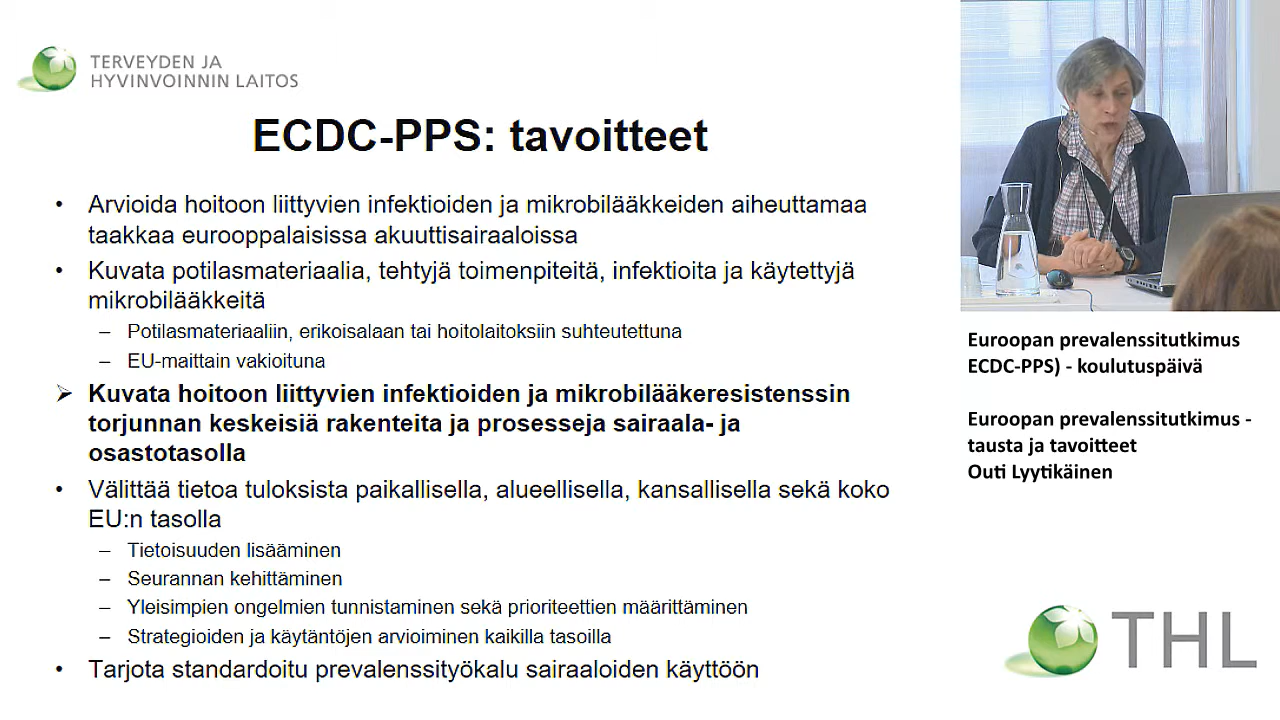 TERVEYDEN JA
HYVINVOINNIN LAITOS
ECDC-PPS: tavoitteet
• Arvioida hoitoon liittyvien infektioiden ja mikrobilääkkeiden aiheuttamaa
taakkaa eurooppalaisissa akuuttisairaaloissa
• Kuvata potilasmateriaalia, tehtyjä toimenpiteitä, infektioita ja käytettyjä
mikrobilääkkeitä
– Potilasmateriaaliin, erikoisalaan tai hoitolaitoksiin suhteutettuna
– EU-maittain vakioituna
➢ Kuvata hoitoon liittyvien infektioiden ja mikrobilääkeresistenssin
torjunnan keskeisiä rakenteita ja prosesseja sairaala- ja
osastotasolla
• Välittää tietoa tuloksista paikallisella, alueellisella, kansallisella sekä koko
EU:n tasolla
– Tietoisuuden lisääminen
– Seurannan kehittäminen
– Yleisimpien ongelmien tunnistaminen sekä prioriteettien määrittäminen
– Strategioiden ja käytäntöjen arvioiminen kaikilla tasoilla
• Tarjota standardoitu prevalenssityökalu sairaaloiden käyttöön
Euroopan prevalenssitutkimus
ECDC-PPS) - koulutuspäivä
Euroopan prevalenssitutkimus -
tausta ja tavoitteet
Outi Lyytikäinen
THL